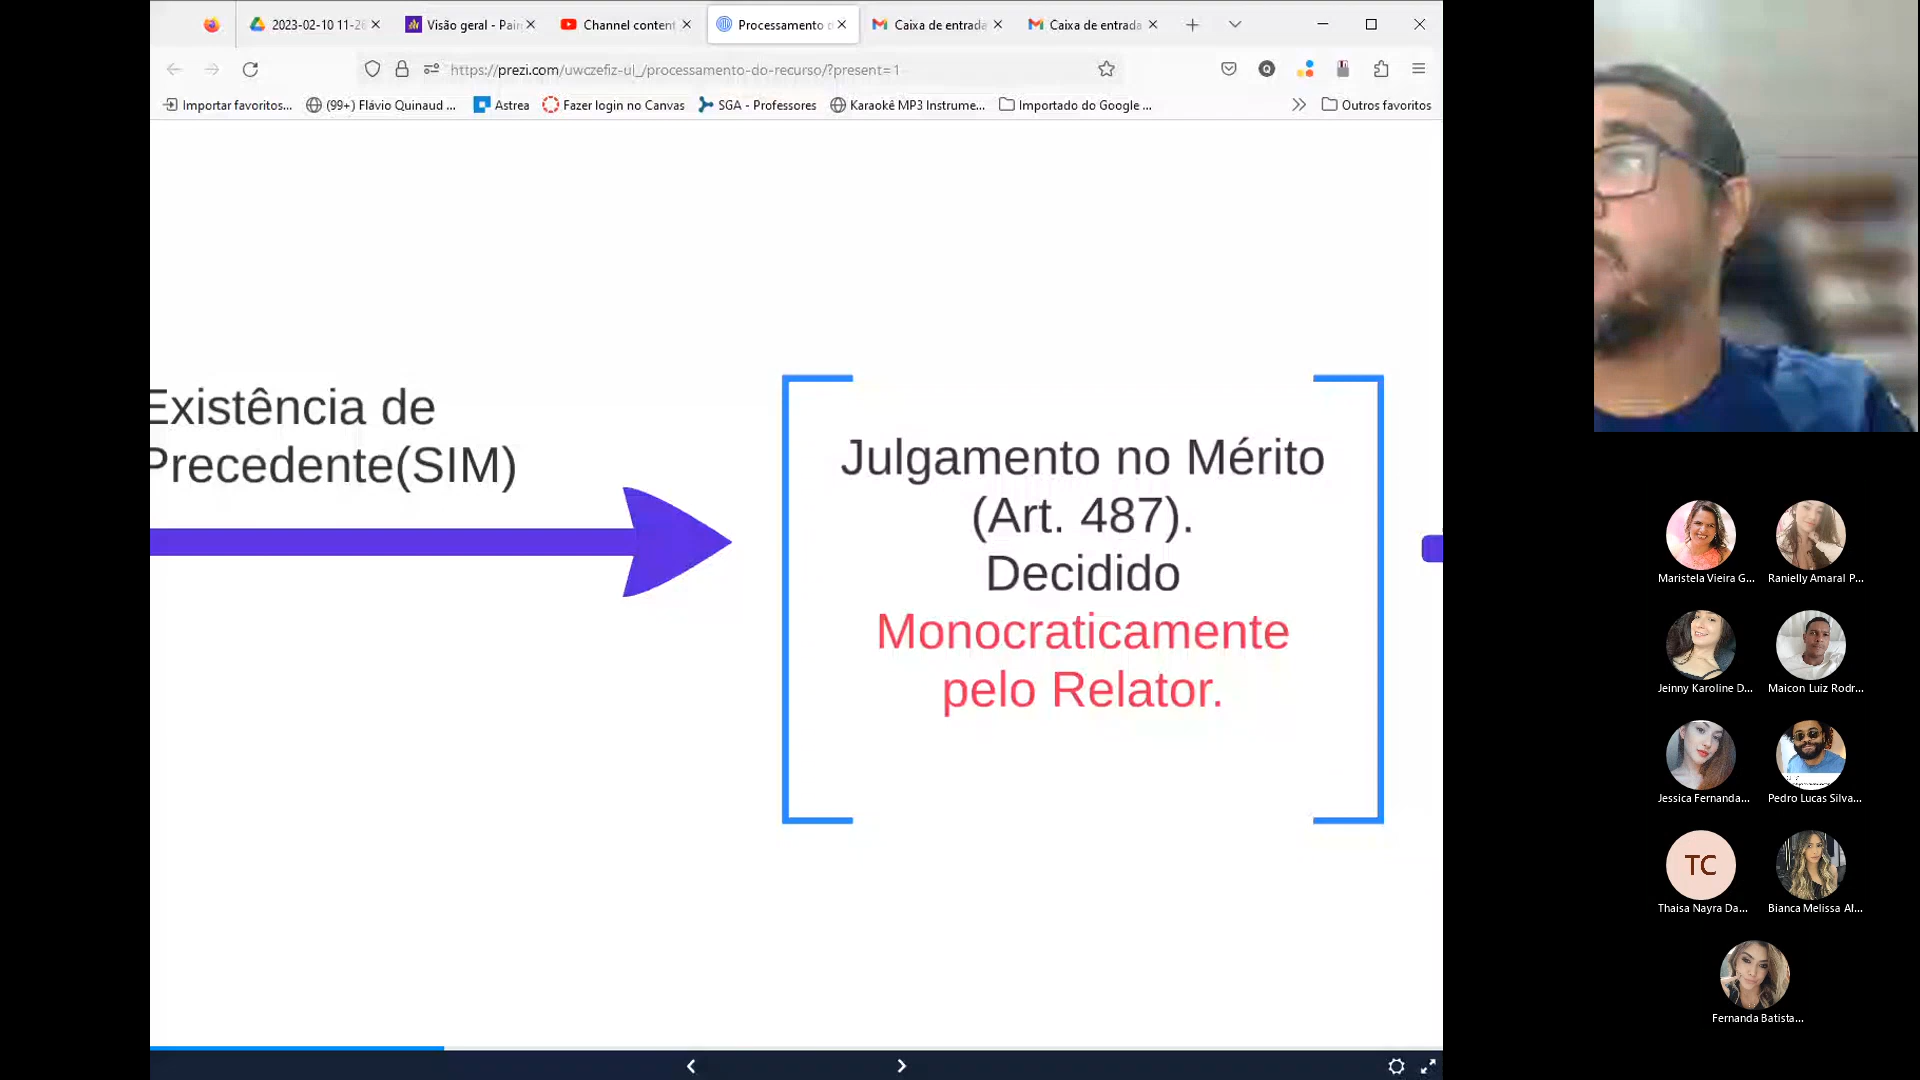 2023-02-10 11-26
Visão geral - Pain
Channel content
Processamento d
Caixa de entrada
Caixa de entrada
https://prezi.com/uwczefiz-ul_/processamento-do-recurso/?present=1
Importar favoritos...
(99+) Flávio Quinaud ...
Astrea
Fazer login no Canvas
SGA - Professores
Karaokê MP3 Instrume...
Importado do Google ...
Outros favoritos
Existência de
Precedente(SIM)
Julgamento no Mérito
(Art. 487).
Decidido
Monocraticamente
pelo Relator.
Maristela Vieira G...
Ranielly Amaral P...
Jeinny Karoline D...
Maicon Luiz Rodr...
Jessica Fernanda...
Pedro Lucas Silva...
TC
Thaisa Nayra Da...
Bianca Melissa Al...
Fernanda Batista...